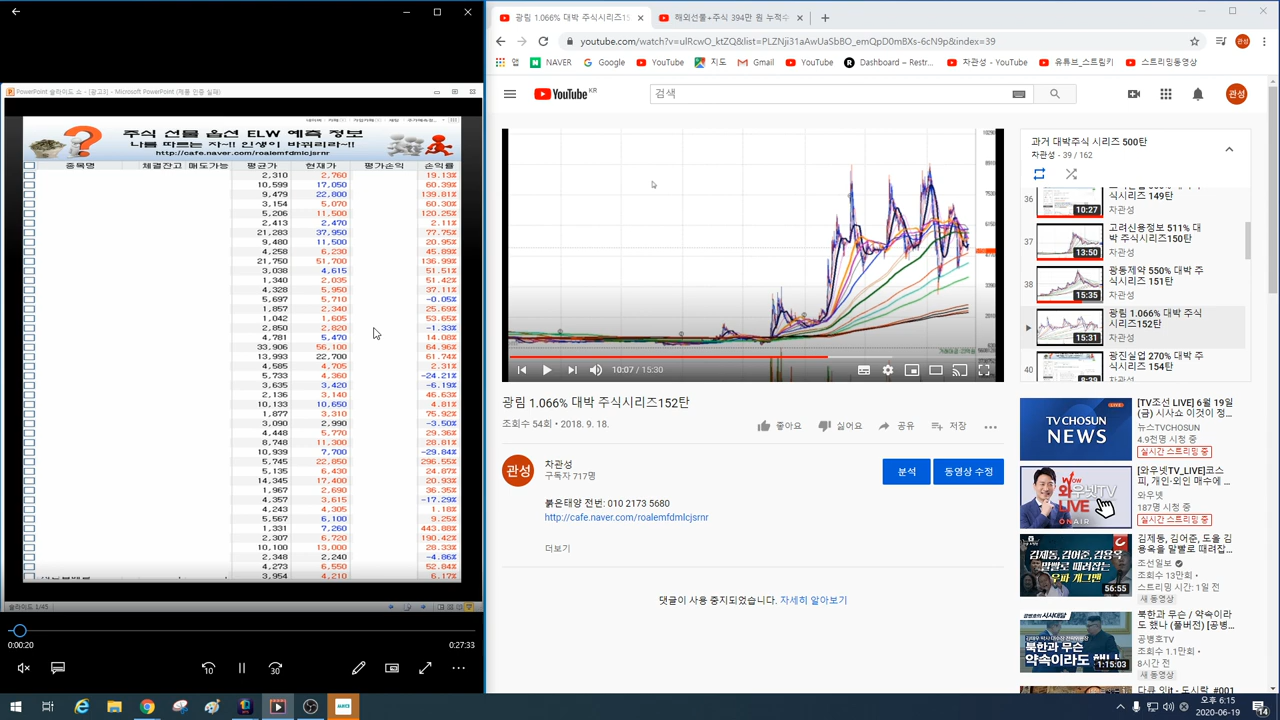 PowerPoint 슬라이드 쇼 - [광고3] - Microsoft PowerPoint (제품 인증 실패)
주식 선물 옵션 ELW 예측 정보
나를 따르는 자~!! 인생이 바뀌리라~!!
http://cafe.naver.com/roalemfdmlcjsrnr
종목명 체결잔고 매도가능 평균가 현재가 평가손익 손익률
2,310 2,760 19.13%
10,599 17,050 60.39%
9,479 22,800 139.81%
3,154 5,070 60.30%
5,206 11,500 120.25%
2,413 2,470 2.11%
21,283 37,950 77.75%
9,480 11,500 20.95%
4,258 6,230 45.89%
21,750 51,700 136.99%
3,038 4,615 51.51%
1,340 2,035 51.42%
4,328 5,950 37.11%
5,697 5,710 -0.05%
1,857 2,340 25.69%
1,042 1,605 53.65%
2,850 2,820 -1.33%
4,781 5,470 14.08%
33,906 56,100 64.96%
13,993 22,700 61.74%
4,585 4,705 2.31%
5,733 4,360 -24.21%
3,635 3,420 -6.19%
2,136 3,140 46.63%
10,133 10,650 4.81%
1,877 3,310 75.92%
3,090 2,990 -3.50%
4,448 5,770 29.36%
8,748 11,300 28.81%
10,939 7,700 -29.84%
5,745 22,850 296.55%
5,135 6,430 24.87%
14,345 17,400 20.93%
1,967 2,690 36.35%
4,357 3,615 -17.29%
4,243 4,305 1.18%
5,567 6,100 9.25%
1,331 7,260 443.88%
2,307 6,720 190.42%
10,100 13,000 28.33%
2,348 2,240 -4.86%
4,273 6,550 52.84%
3,954 4,210 6.17%
슬라이드 1/45
0:00:20 0:27:33
10 30
광림 1.066% 대박 주식시리즈15
해외선물+주식 394만 원 누적수
youtube.com/watch?v=ulRcwO_ktZQ&list=PLZNji31aAwUaSbBO_emQpD0mBXs-6cN9p&index=39
앱 NAVER Google YouTube 지도 Gmail YouTube Dashboard – Restr... 차관성 - YouTube 유튜브_스트림키 스트리밍동영상
YouTube KR
검색
관성
10:07 / 15:30
광림 1.066% 대박 주식시리즈152탄
조회수 54회 • 2018. 9. 18.
좋아요 싫어요 공유 저장
관성
차관성
구독자 717명
분석 동영상 수정
붉은태양 전번: 010 2173 5680
http://cafe.naver.com/roalemfdmlcjsrnr
더보기
댓글이 사용 중지되었습니다. 자세히 알아보기
과거 대박주식 시리즈 500탄
차관성 - 39 / 162
36
시리즈 149탄
차관성
10:27
37
고려신용정보 511% 대박 주식시리즈 150탄
차관성
13:50
38
광동제약 280% 대박 주식시리즈 151탄
차관성
15:35
광림 1.066% 대박 주식시리즈152탄
차관성
15:31
40
광진실업 270% 대박 주식시리즈 154탄
TV CHOSUN
NEWS
[TV조선 LIVE] 6월 19일 (금) 시사쇼 이것이 정...
TVCHOSUN
4.9천명 시청 중
실시간 스트리밍 중
와우넷TV
LIVE
ON AIR
[와우넷TV_LIVE]코스피, 기관, 외인 매수에 ...
와우넷
187명 시청 중
실시간 스트리밍 중
56:55
조선일보
조회수 13만회 •
스트리밍 시간: 1일 전
새 동영상
북한과 무슨
약속이라도 했나
1:15:03
북한과 무슨 / 약속이라도 했나 (풀버전) [공병...
공병호TV
조회수 1.1만회 •
8시간 전
새 동영상
오후 6:15
2020-06-19
14